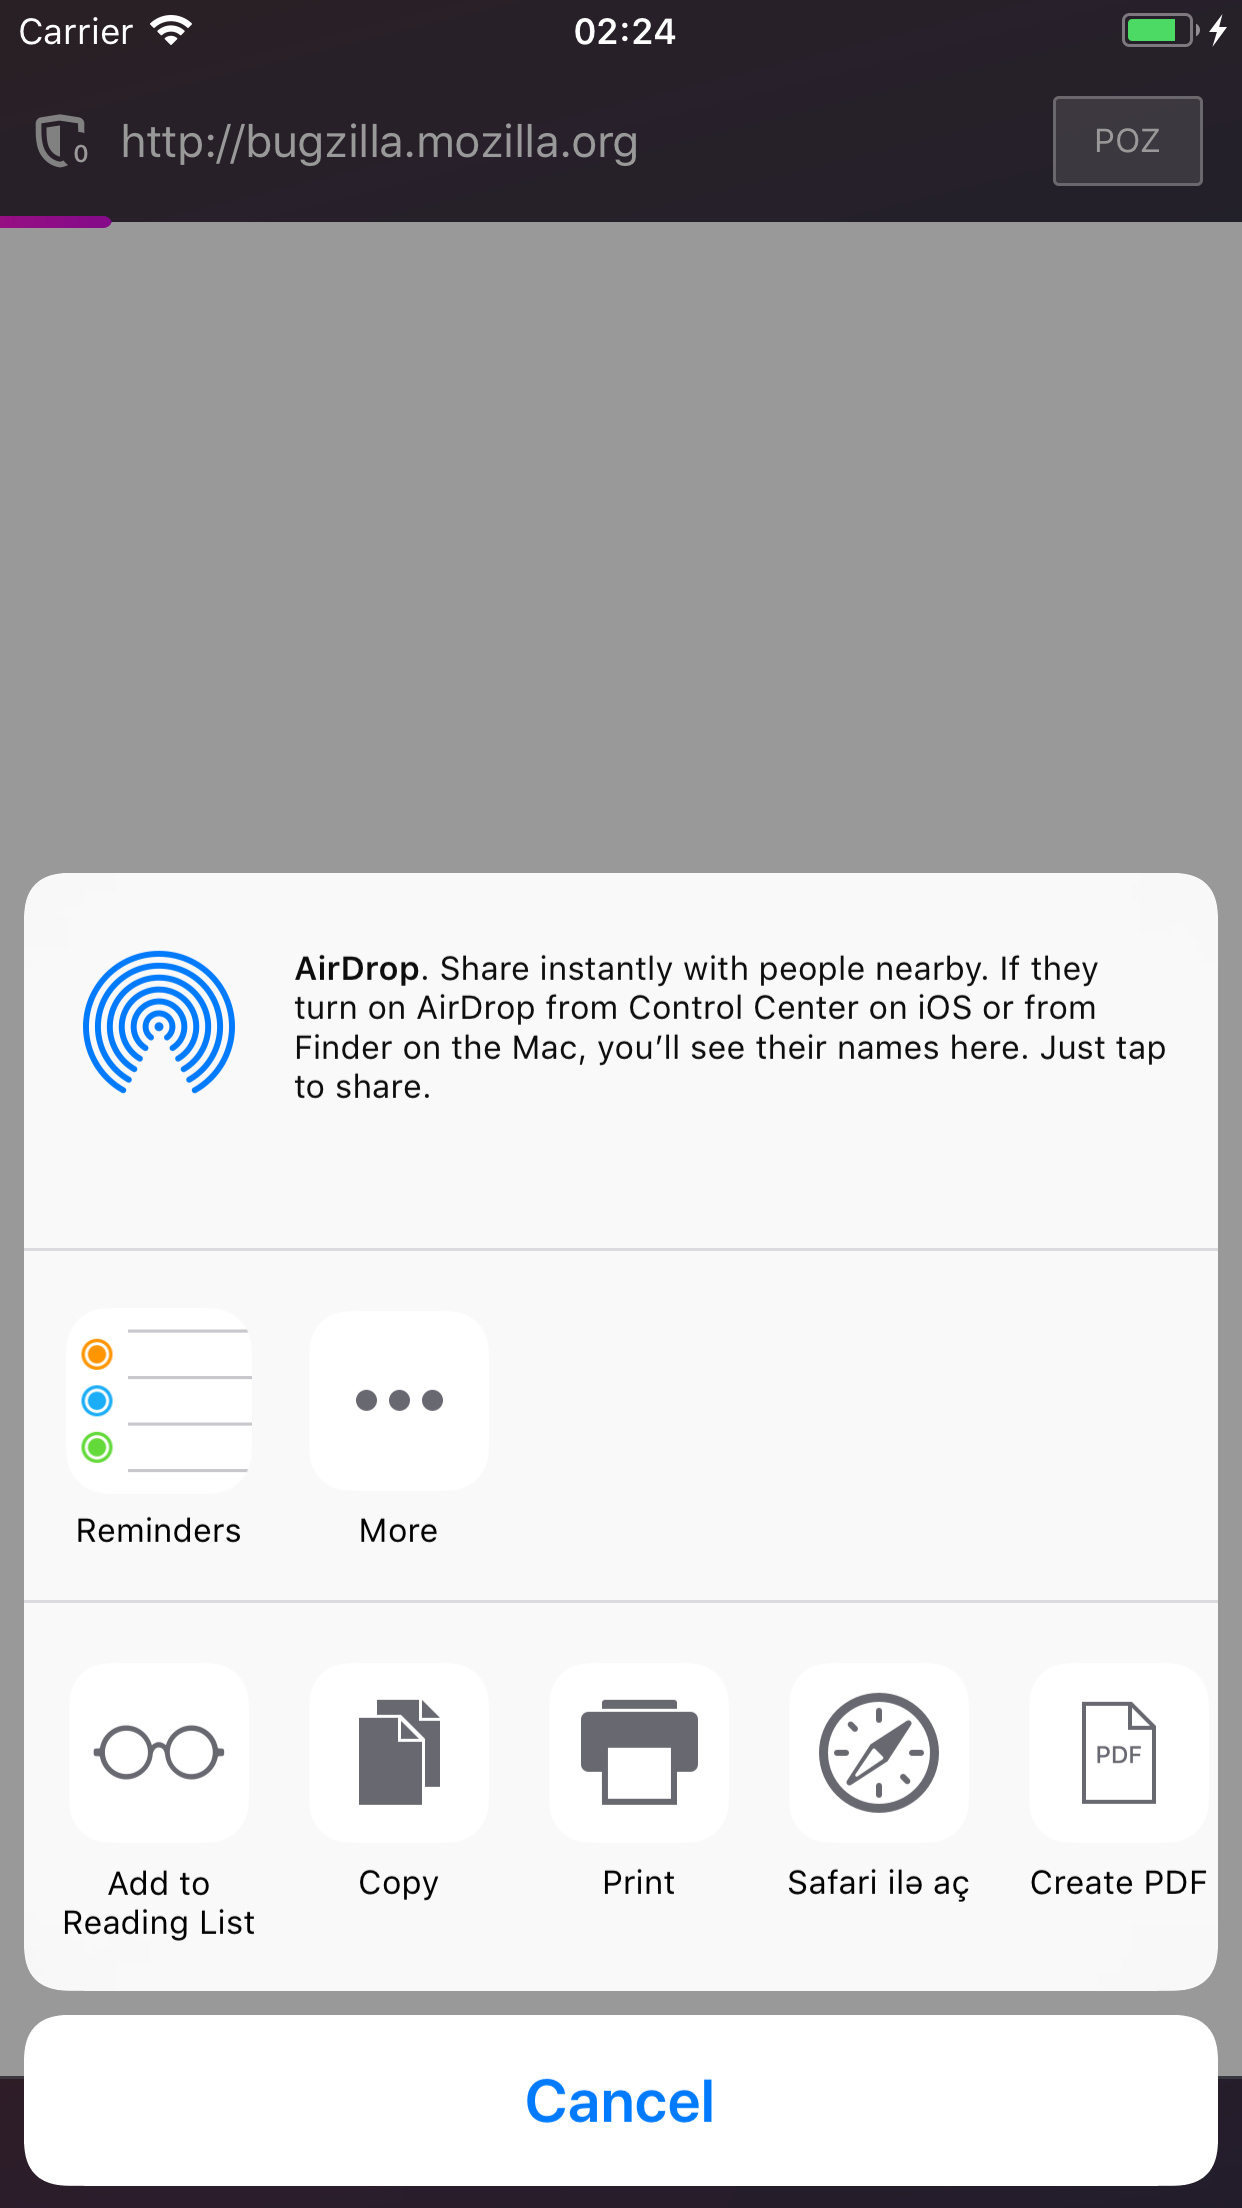 Carrier
02:24
0
http://bugzilla.mozilla.org
POZ
AirDrop. Share instantly with people nearby. If they
turn on AirDrop from Control Center on iOS or from
Finder on the Mac, you’ll see their names here. Just tap
to share.
Reminders
More
PDF
Add to
Reading List
Copy
Print
Safari ilə aç
Create PDF
Cancel